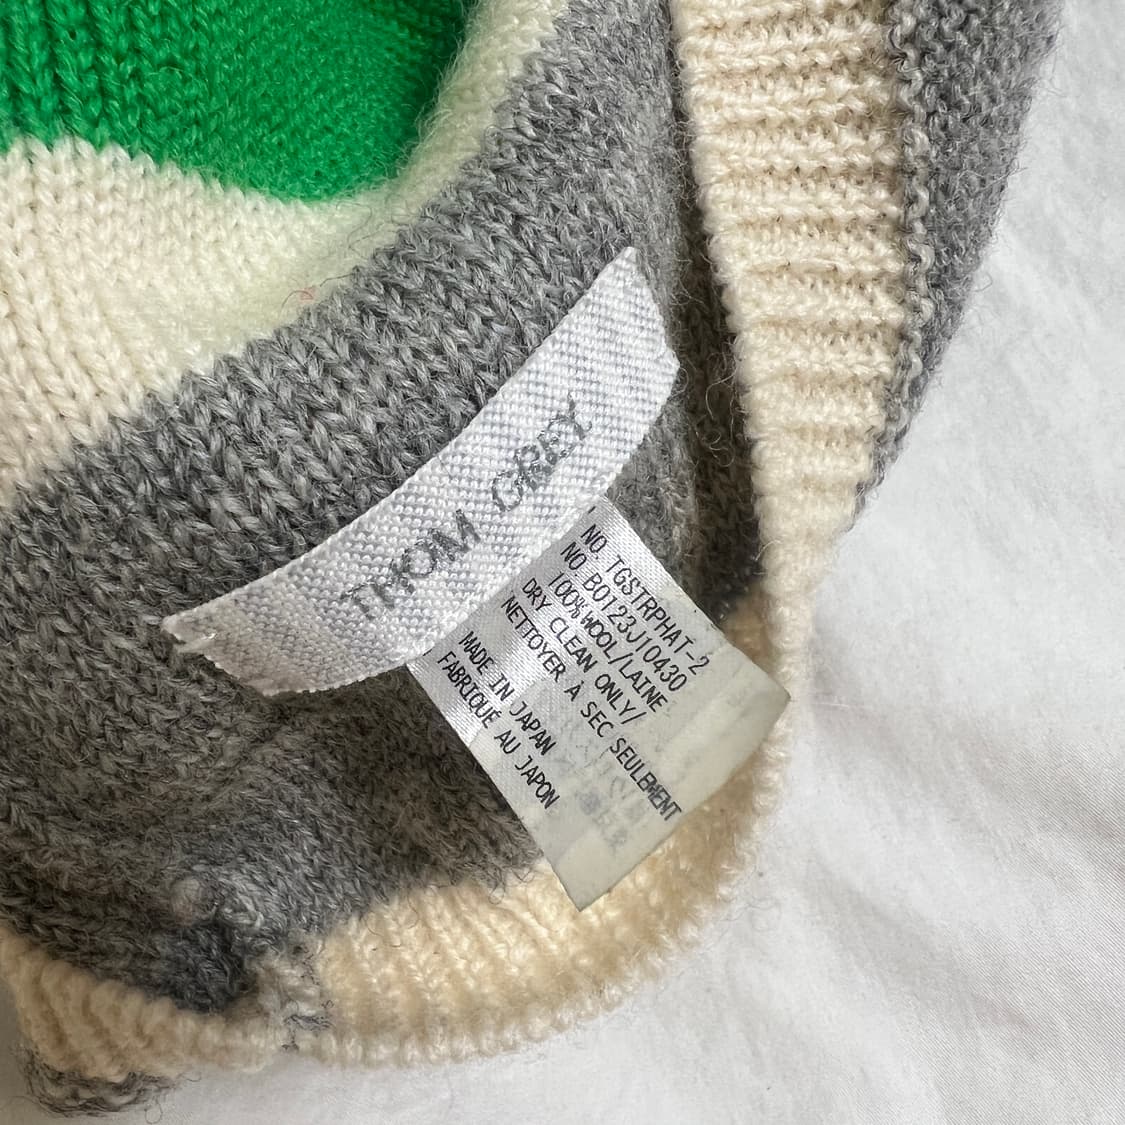 THOM GREY
NO. TGSTRPHAT-2
NO. B0123J10430
100%WOOL/LAINE
DRY CLEAN ONLY/
NETTOYER À SEC SEULEMENT
MADE IN JAPAN
FABRIQUÉ AU JAPON